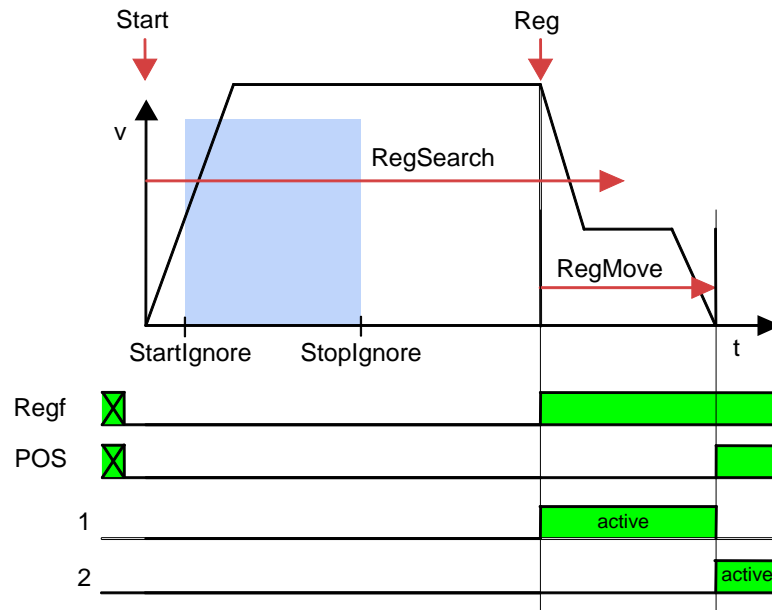 Start
Reg
v
RegSearch
RegMove
StartIgnore
StopIgnore
t
Regf
POS
1
active
2
active